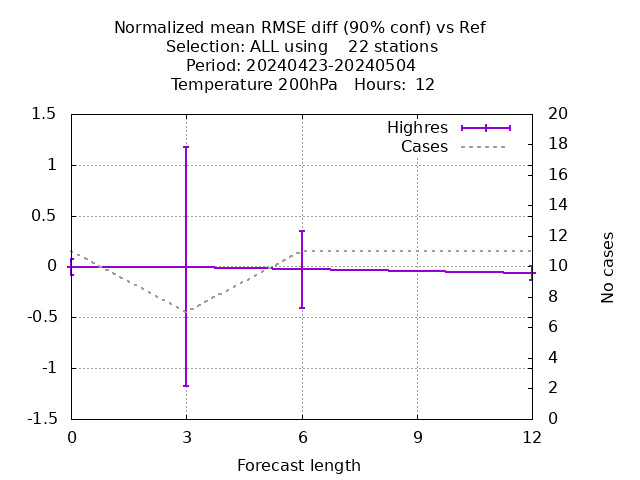 Normalized mean RMSE diff (90% conf) vs Ref
Selection: ALL using    22 stations
Period: 20240423-20240504
Temperature 200hPa   Hours:  12
Highres
Cases
1.5
1
0.5
0
-0.5
-1
-1.5
20
18
16
14
12
10
8
6
4
2
0
No cases
0 3 6 9 12
Forecast length